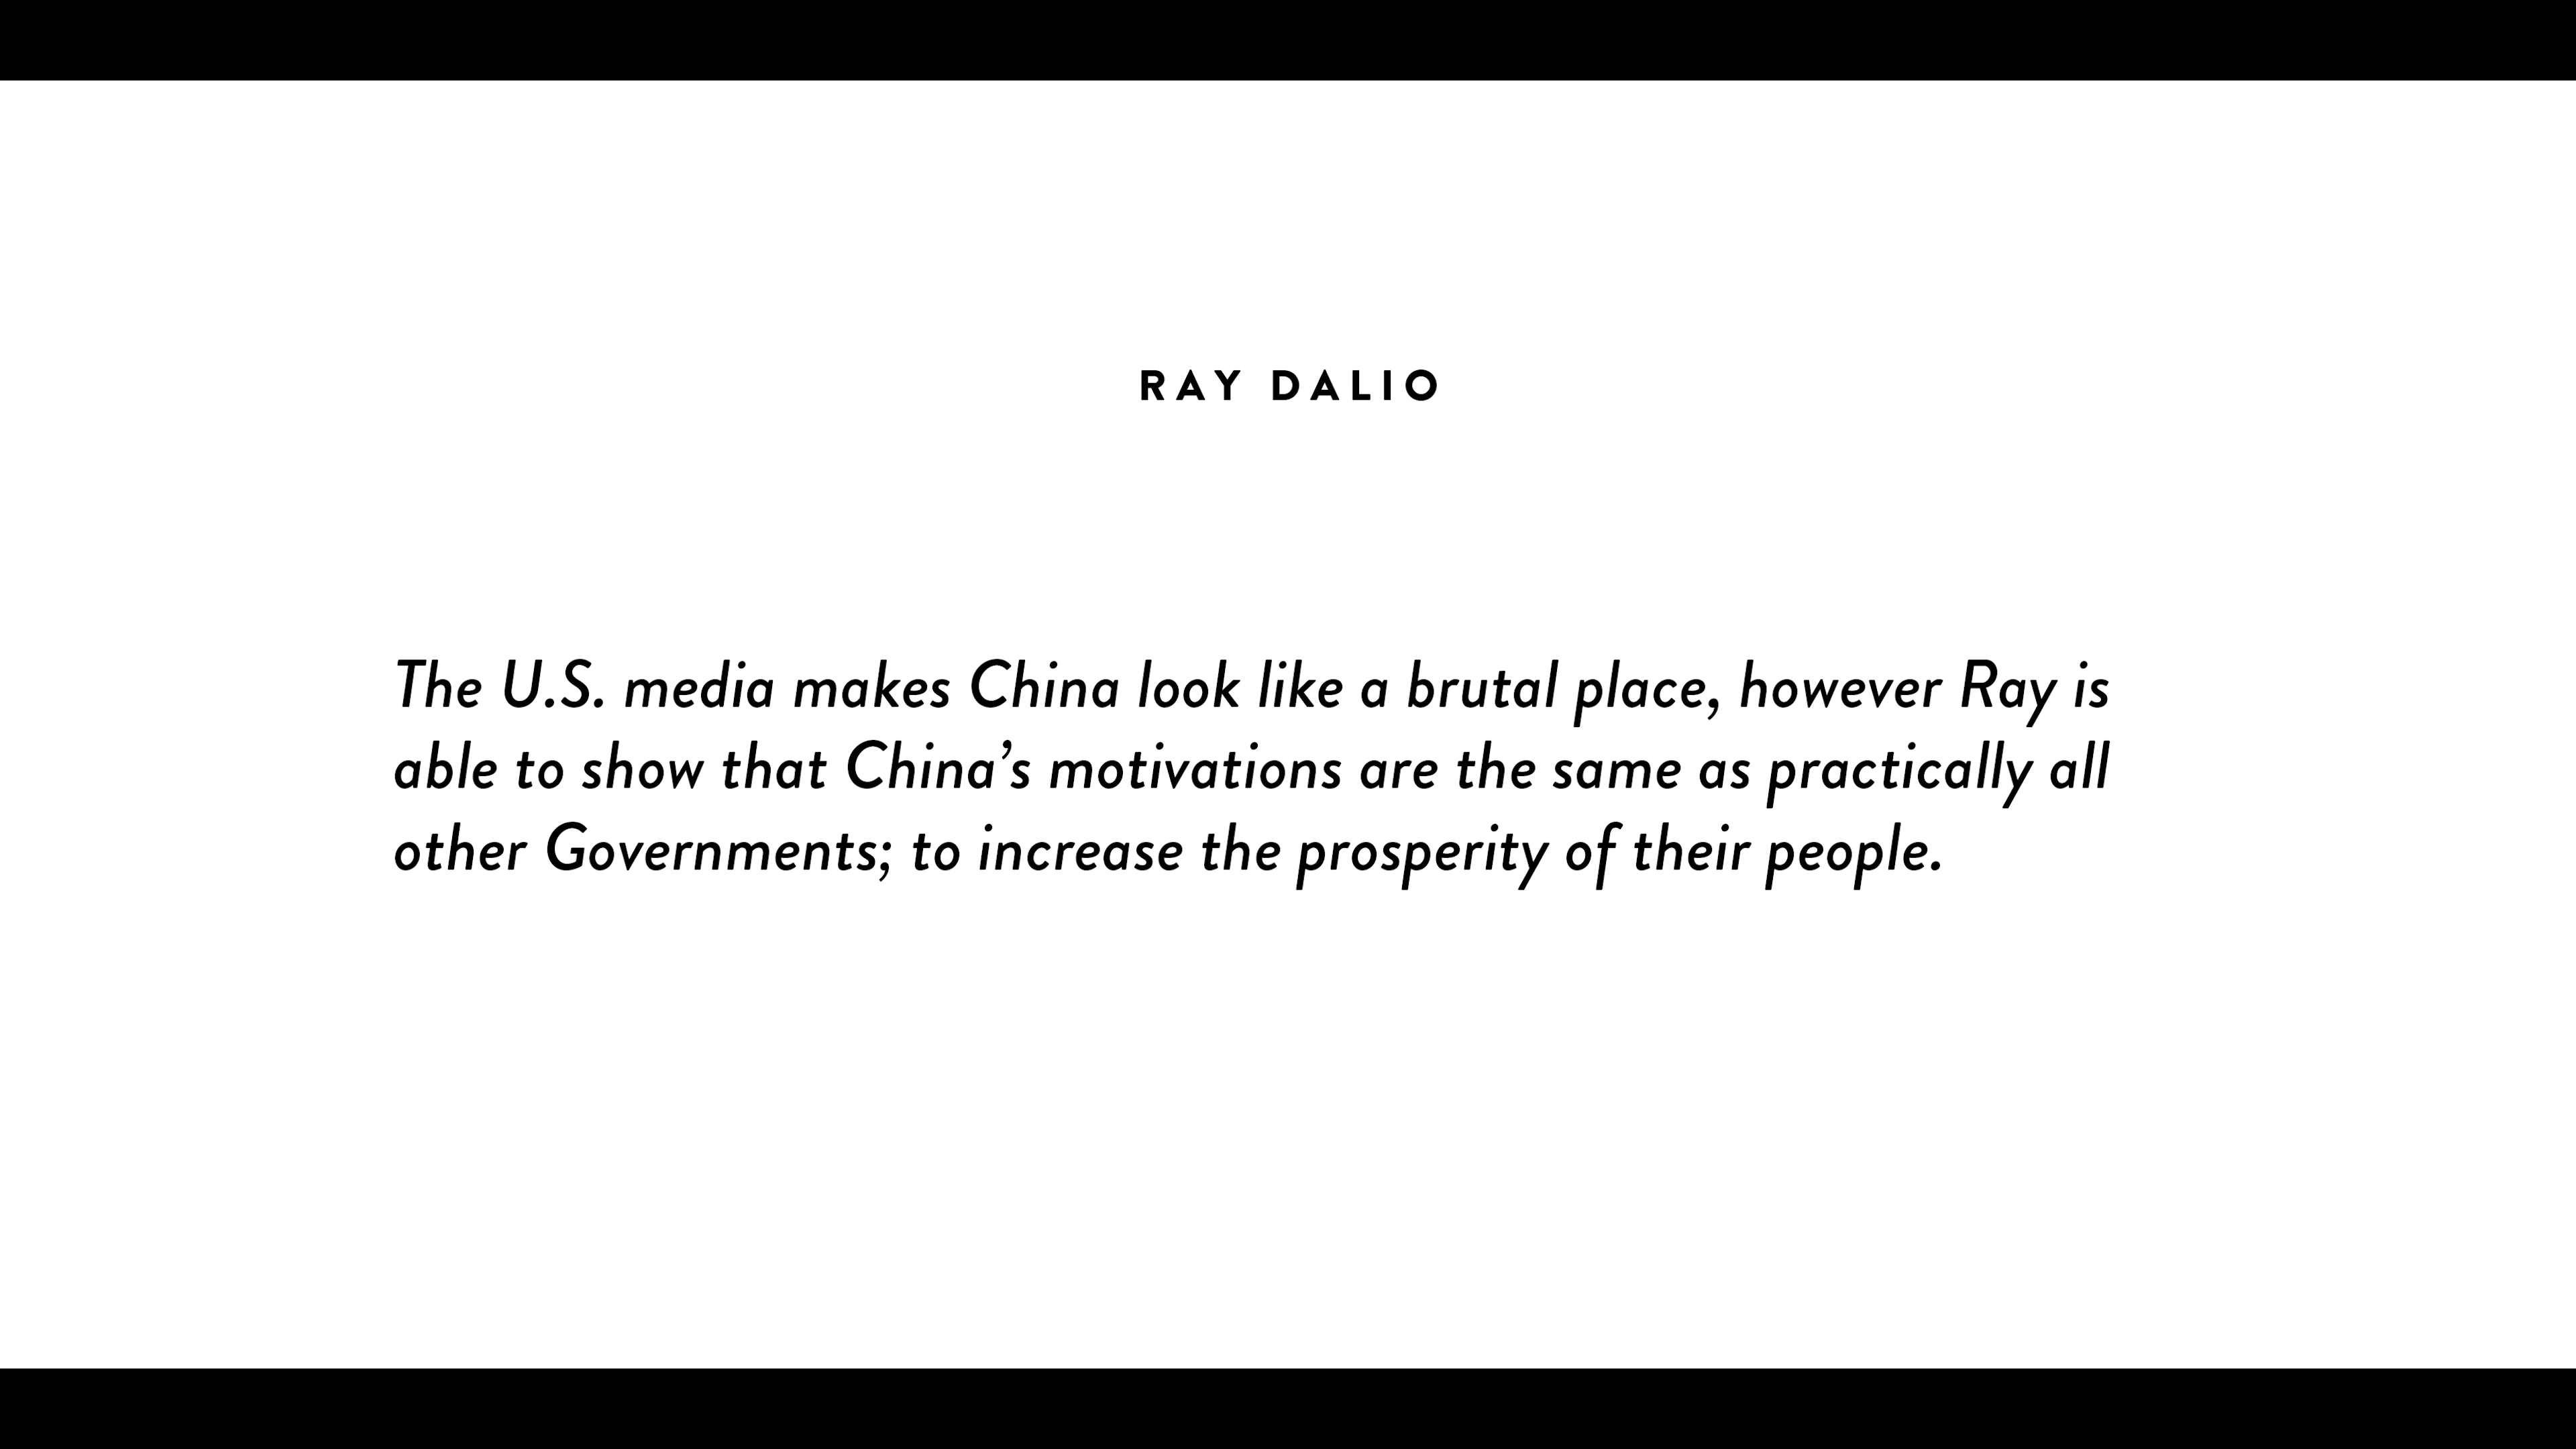 RAY DALIO
The U.S. media makes China look like a brutal place, however Ray is
able to show that China’s motivations are the same as practically all
other Governments; to increase the prosperity of their people.